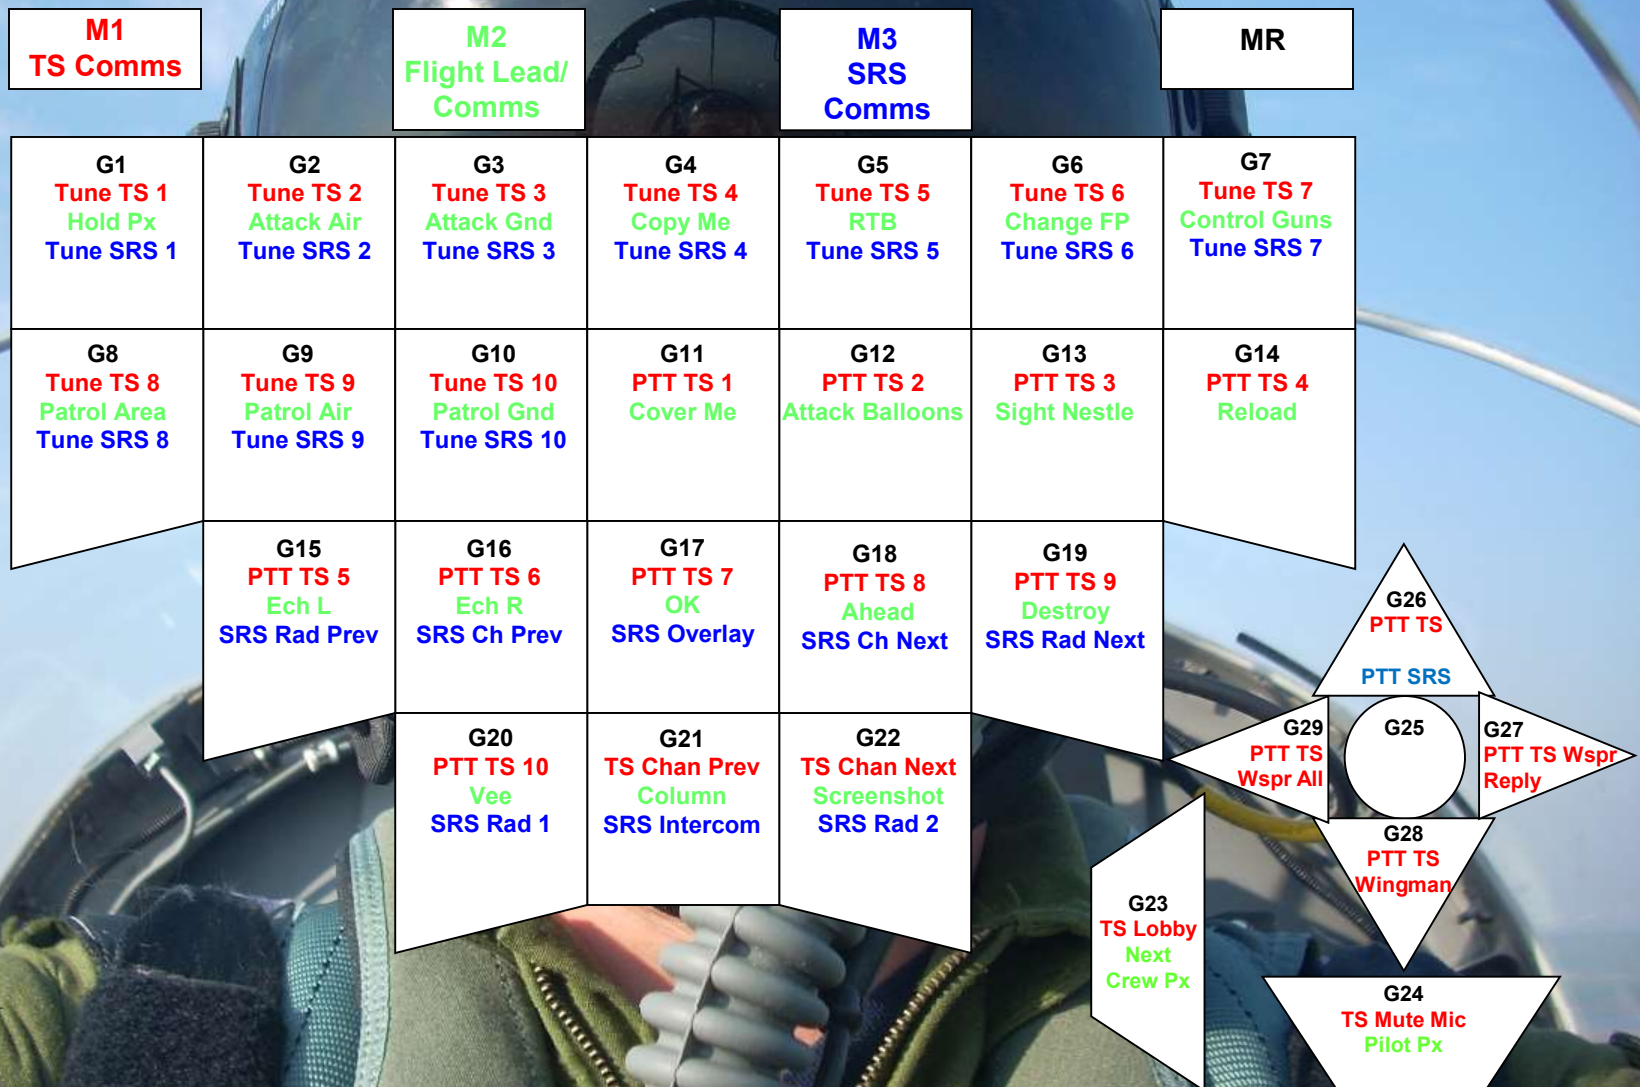 M1
TS Comms
M2
Flight Lead/
Comms
M3
SRS
Comms
MR
G1
Tune TS 1
Hold Px
Tune SRS 1
G2
Tune TS 2
Attack Air
Tune SRS 2
G3
Tune TS 3
Attack Gnd
Tune SRS 3
G4
Tune TS 4
Copy Me
Tune SRS 4
G5
Tune TS 5
RTB
Tune SRS 5
G6
Tune TS 6
Change FP
Tune SRS 6
G7
Tune TS 7
Control Guns
Tune SRS 7
G8
Tune TS 8
Patrol Area
Tune SRS 8
G9
Tune TS 9
Patrol Air
Tune SRS 9
G10
Tune TS 10
Patrol Gnd
Tune SRS 10
G11
PTT TS 1
Cover Me
G12
PTT TS 2
Attack Balloons
G13
PTT TS 3
Sight Nestle
G14
PTT TS 4
Reload
G15
PTT TS 5
Ech L
SRS Rad Prev
G16
PTT TS 6
Ech R
SRS Ch Prev
G17
PTT TS 7
OK
SRS Overlay
G18
PTT TS 8
Ahead
SRS Ch Next
G19
PTT TS 9
Destroy
SRS Rad Next
G20
PTT TS 10
Vee
SRS Rad 1
G21
TS Chan Prev
Column
SRS Intercom
G22
TS Chan Next
Screenshot
SRS Rad 2
G26
PTT TS
PTT SRS
G29
PTT TS
Wspr All
G25
G27
PTT TS Wspr
Reply
G28
PTT TS
Wingman
G23
TS Lobby
Next
Crew Px
G24
TS Mute Mic
Pilot Px